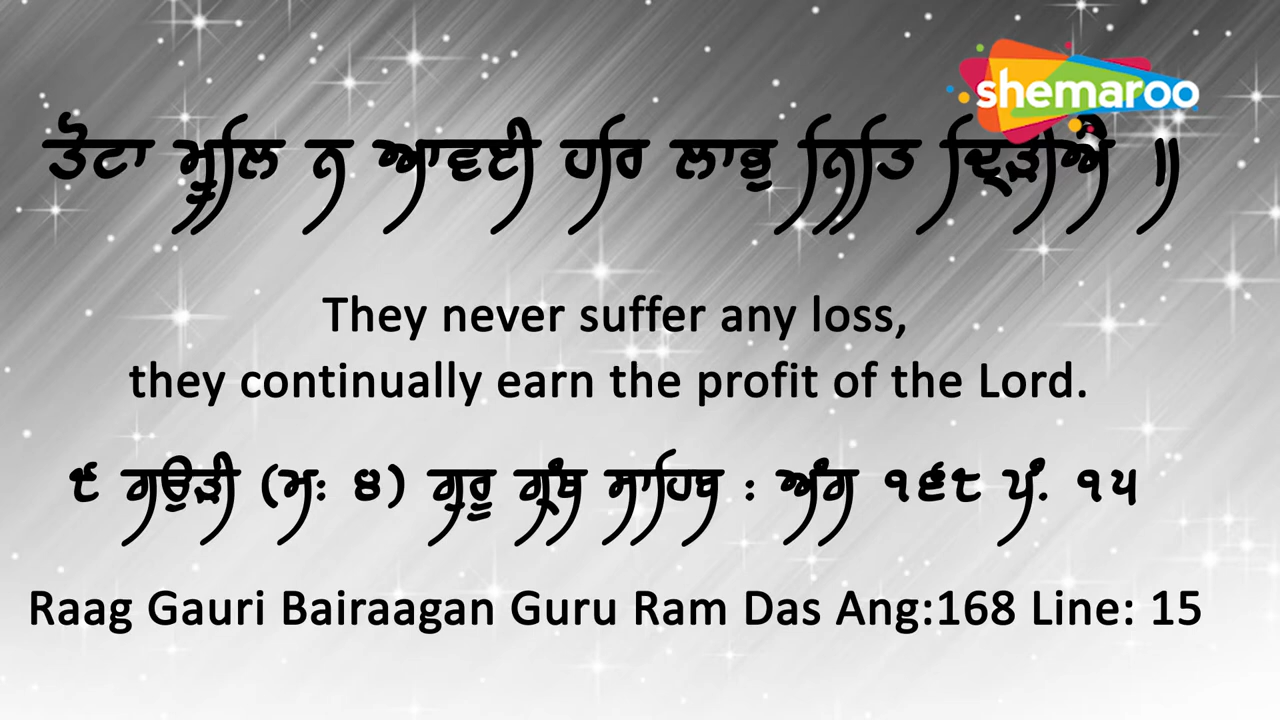 shemaroo
ਤੋਟਾ ਮੂਲਿ ਨ ਆਵਈ ਹਰਿ ਲਾਭੁ ਨਿਤਿ ਦ੍ਰਿੜੀਐ ॥
They never suffer any loss,
they continually earn the profit of the Lord.
ੳ ਗਉੜੀ (ਮਃ ੪) ਗੁਰੂ ਗ੍ਰੰਥ ਸਾਹਿਬ : ਅੰਗ ੧੬੮ ਪੰ. ੧੫
Raag Gauri Bairaagan Guru Ram Das Ang:168 Line: 15